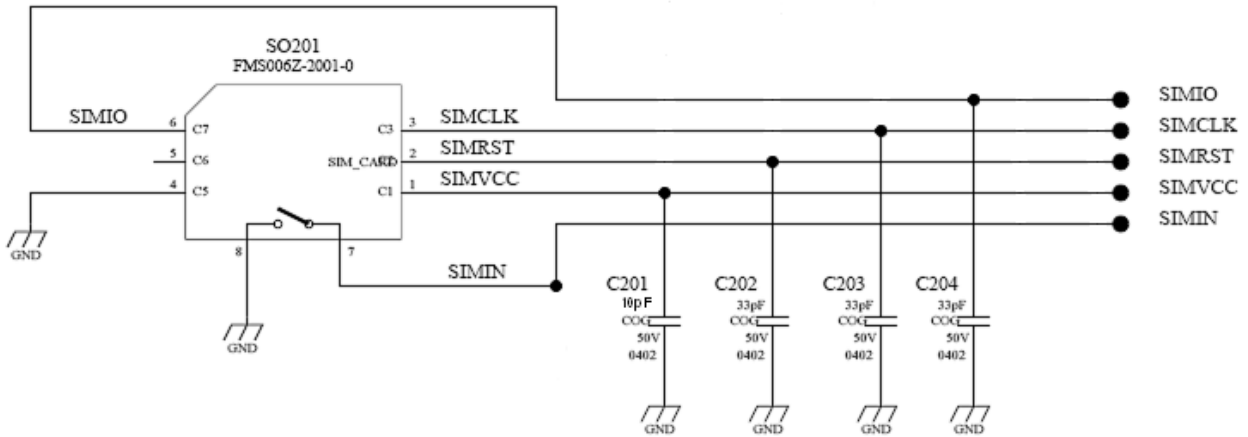 SO201
FMS006Z-2001-0
SIMIO
6
C7
C3
3
SIMCLK
5
C6
SIM_CARD
2
SIMRST
4
C5
C1
1
SIMVCC
8
7
SIMIN
GND
GND
SIMIO
SIMCLK
SIMRST
SIMVCC
SIMIN
C201
10pF
COG
50V
0402
GND
C202
33pF
COG
50V
0402
GND
C203
33pF
COG
50V
0402
GND
C204
33pF
COG
50V
0402
GND